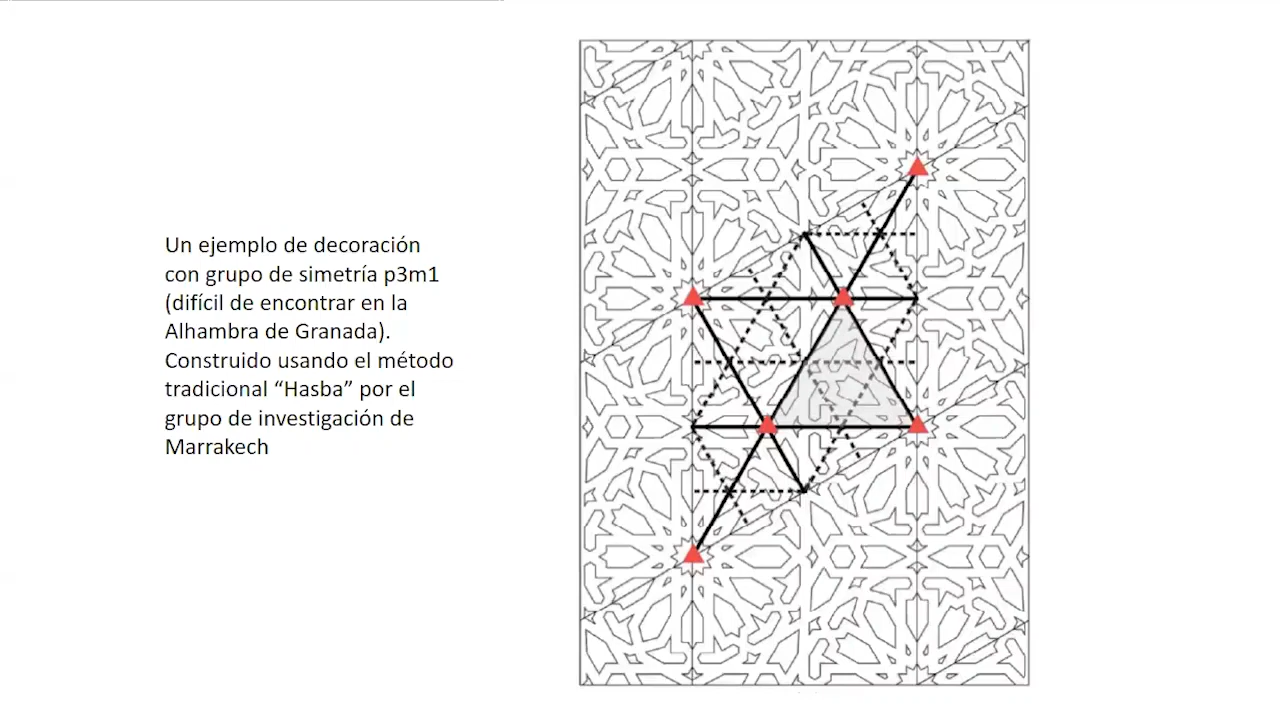 Un ejemplo de decoración
con grupo de simetría p3m1
(difícil de encontrar en la
Alhambra de Granada).
Construido usando el método
tradicional “Hasba” por el
grupo de investigación de
Marrakech